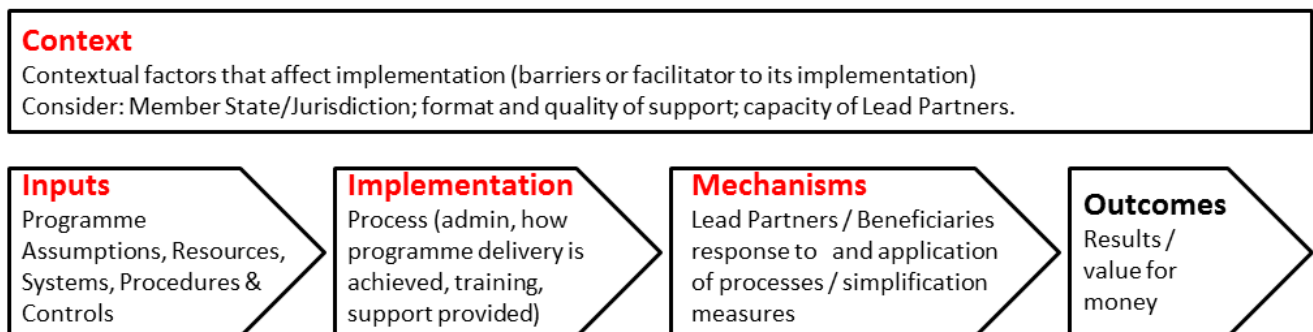 Context
Contextual factors that affect implementation (barriers or facilitator to its implementation)
Consider: Member State/Jurisdiction; format and quality of support; capacity of Lead Partners.
Inputs
Programme
Assumptions, Resources,
Systems, Procedures &
Controls
Implementation
Process (admin, how
programme delivery is
achieved, training,
support provided)
Mechanisms
Lead Partners / Beneficiaries
response to and application
of processes / simplification
measures
Outcomes
Results /
value for
money